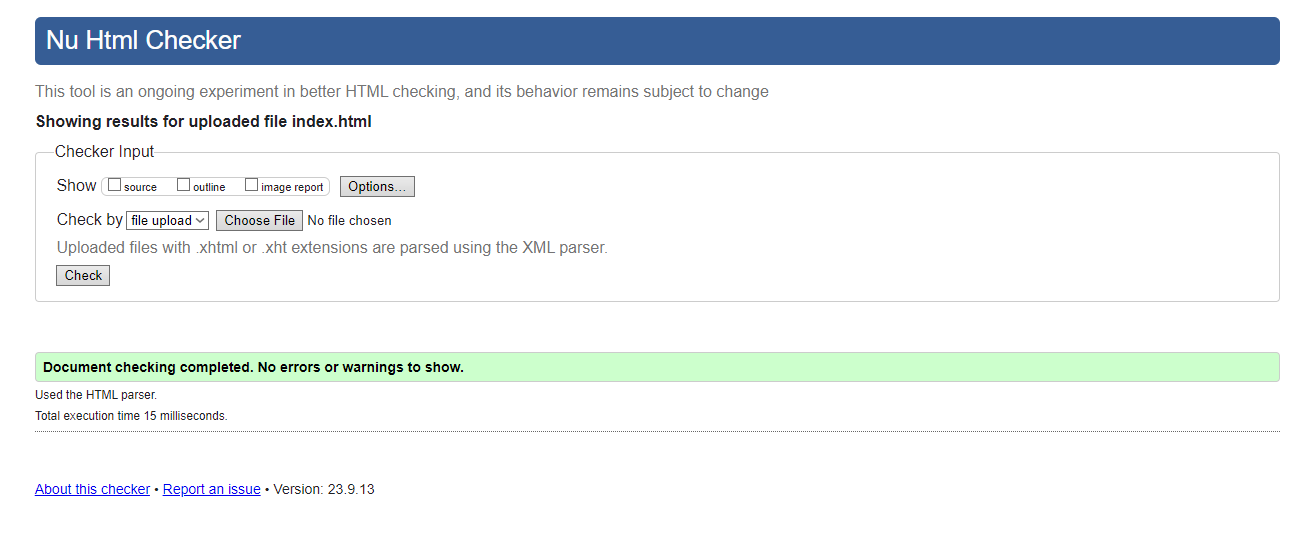 Nu Html Checker
This tool is an ongoing experiment in better HTML checking, and its behavior remains subject to change
Showing results for uploaded file index.html
Checker Input
Show source outline image report Options...
Check by file upload Choose File No file chosen
Uploaded files with .xhtml or .xht extensions are parsed using the XML parser.
Check
Document checking completed. No errors or warnings to show.
Used the HTML parser.
Total execution time 15 milliseconds.
About this checker • Report an issue • Version: 23.9.13